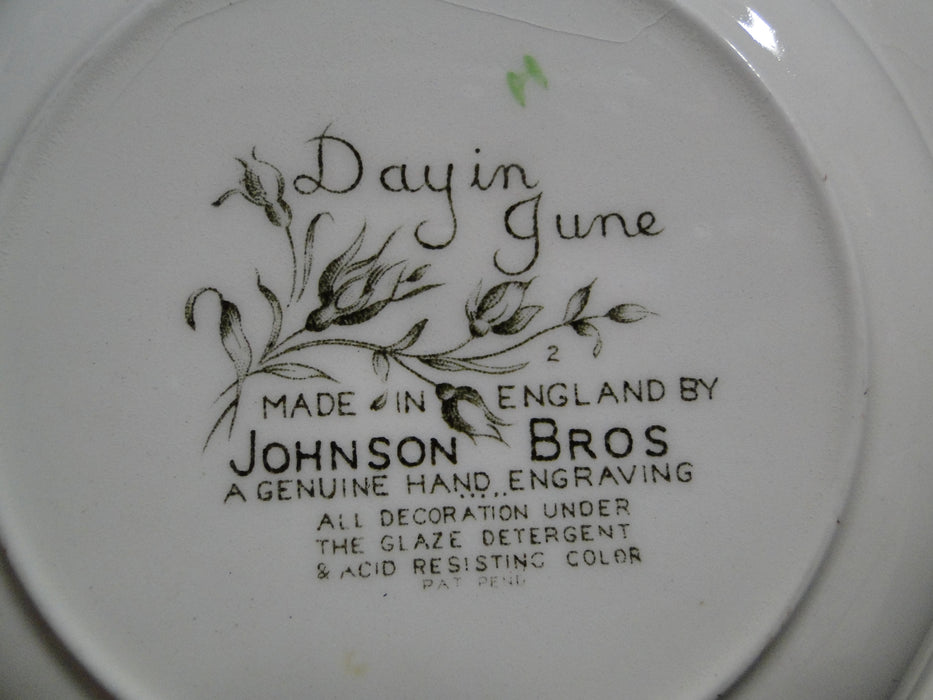 H
Day in
June
2
MADE IN ENGLAND BY
JOHNSON BROS
A GENUINE HAND ENGRAVING
ALL DECORATION UNDER
THE GLAZE DETERGENT
& ACID RESISTING COLOR
PAT PEND